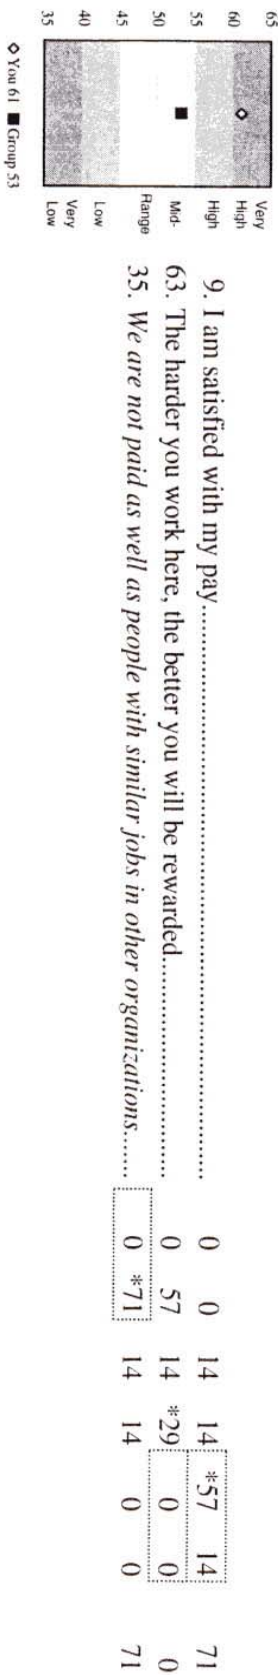 65
60
55
50
45
40
35
Very
High
High
Mid-
Range
Low
Very
Low
◇ You 61 ■ Group 53
9. I am satisfied with my pay........................................ 0 0 14 14 *57 14 71
63. The harder you work here, the better you will be rewarded........................................ 0 57 14 *29 0 0 0
35. We are not paid as well as people with similar jobs in other organizations...... 0 *71 14 14 0 0 71